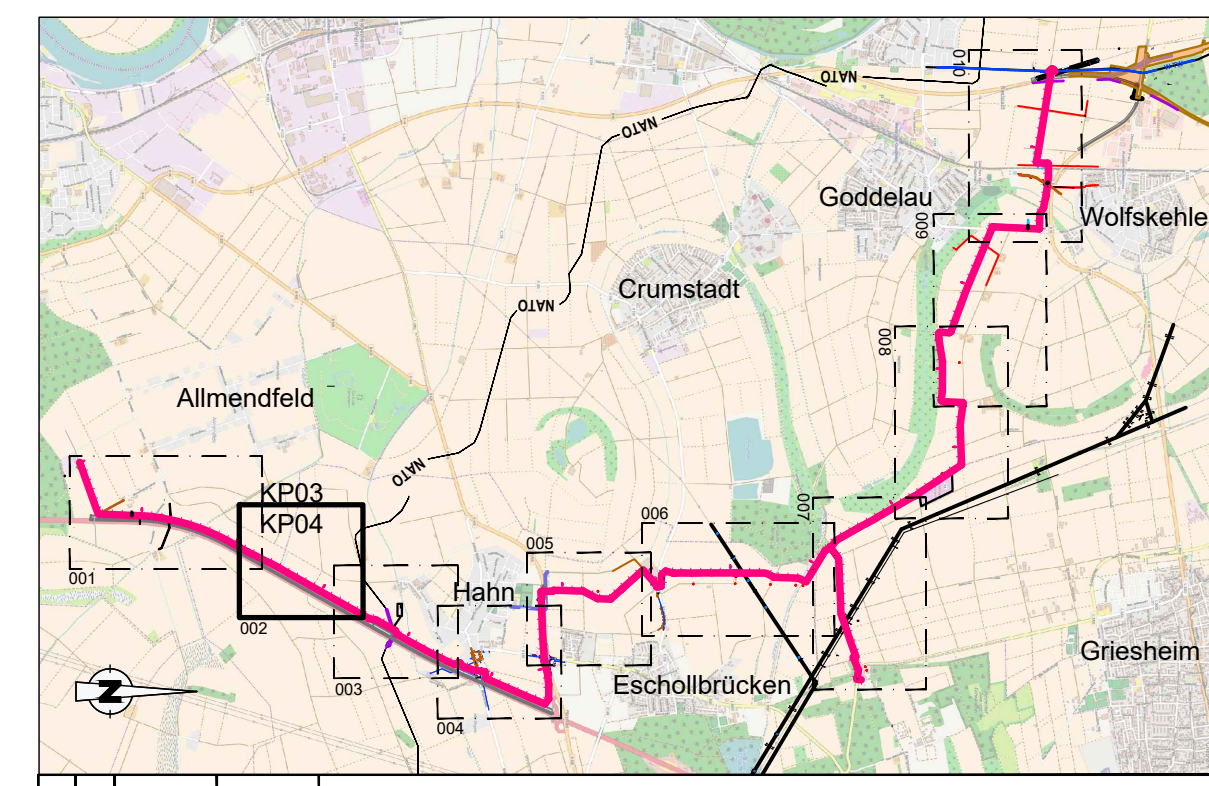 010
NATO
NATO
Goddelau
Wolfskehle
009
Crumstadt
NATO
008
Allmendfeld
NATO
KP03
KP04
007
006
005
001
Hahn
002
003
Griesheim
Eschollbrücken
004
N